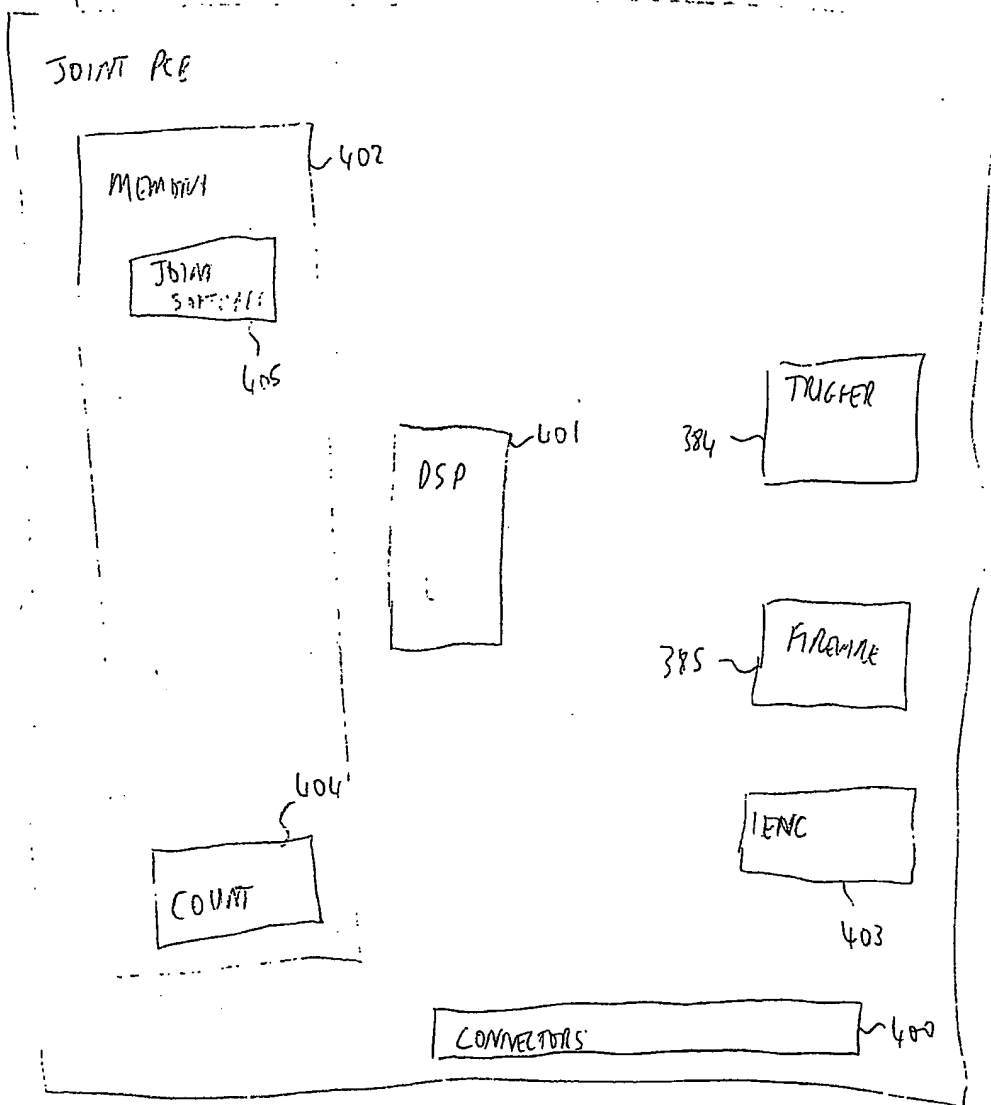 JOINT PCB
402
MEMORY
JOINT
SOFTWARE
405
401
DSP
TRIGGER
384
FIREWIRE
385
404
COUNT
IENC
403
CONNECTORS
400